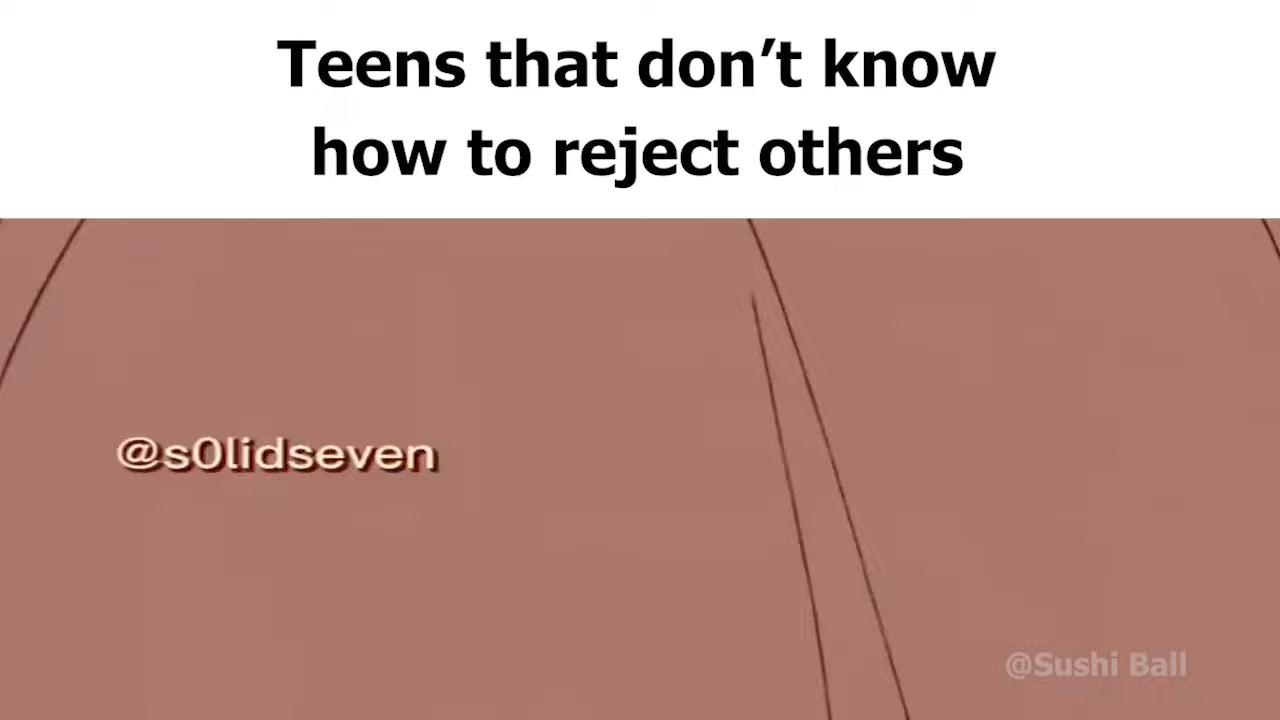 Teens that don’t know
how to reject others
@s0lidseven
@Sushi Ball